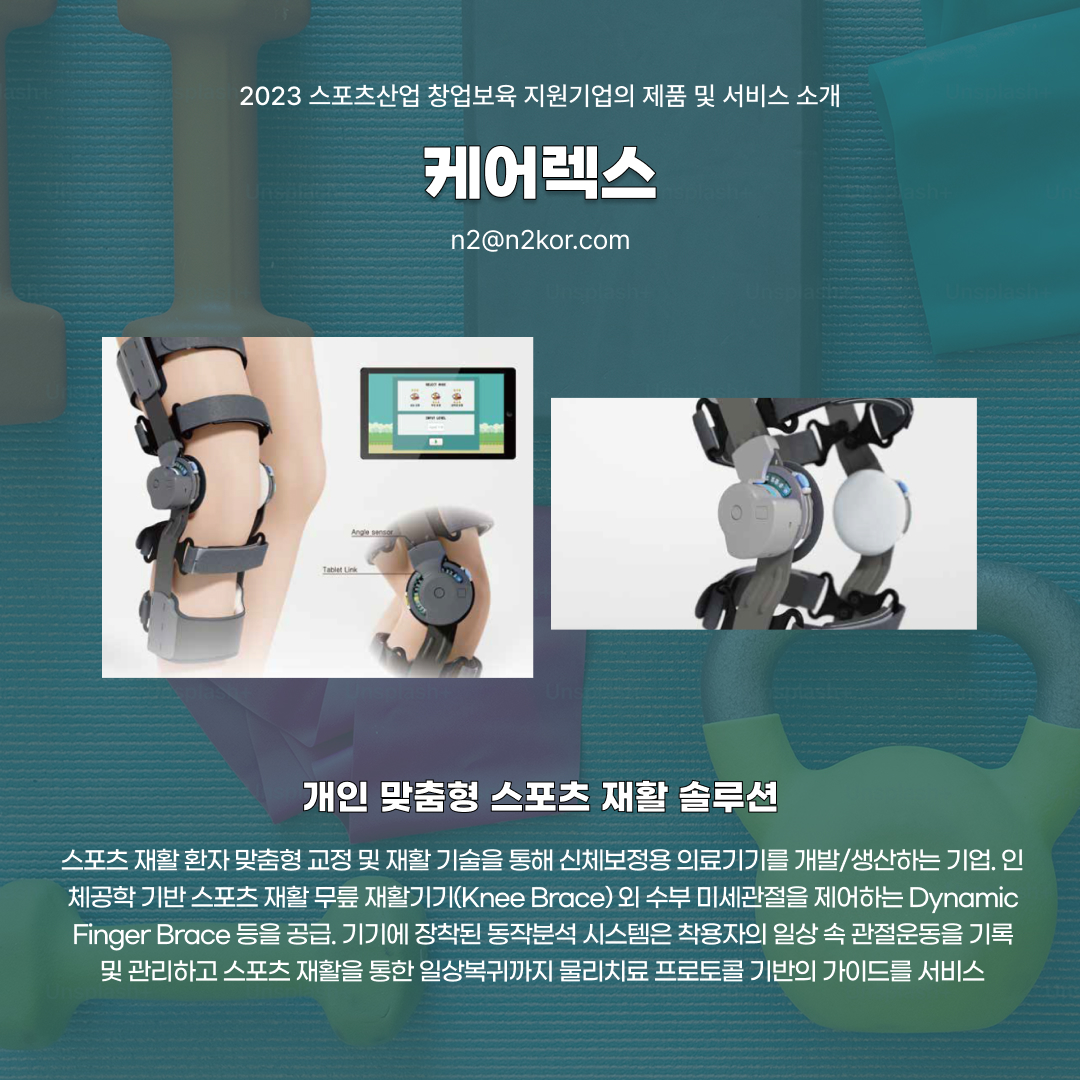 2023 스포츠산업 창업보육 지원기업의 제품 및 서비스 소개
케어렉스
n2@n2kor.com
SELECT MODE
INPUT LEVEL
Angle sensor
Tablet Link
개인 맞춤형 스포츠 재활 솔루션
스포츠 재활 환자 맞춤형 교정 및 재활 기술을 통해 신체보정용 의료기기를 개발/생산하는 기업. 인
체공학 기반 스포츠 재활 무릎 재활기기(Knee Brace) 외 수부 미세관절을 제어하는 Dynamic
Finger Brace 등을 공급. 기기에 장착된 동작분석 시스템은 착용자의 일상 속 관절운동을 기록
및 관리하고 스포츠 재활을 통한 일상복귀까지 물리치료 프로토콜 기반의 가이드를 서비스
Unsplash+
Unsplash+
Unsplash+